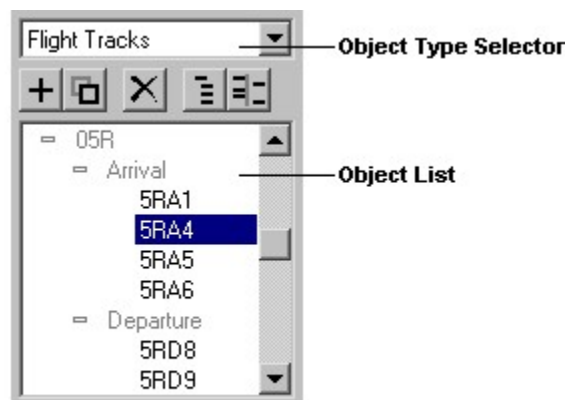 Flight Tracks
Object Type Selector
05R
Arrival
Object List
5RA1
5RA4
5RA5
5RA6
Departure
5RD8
5RD9